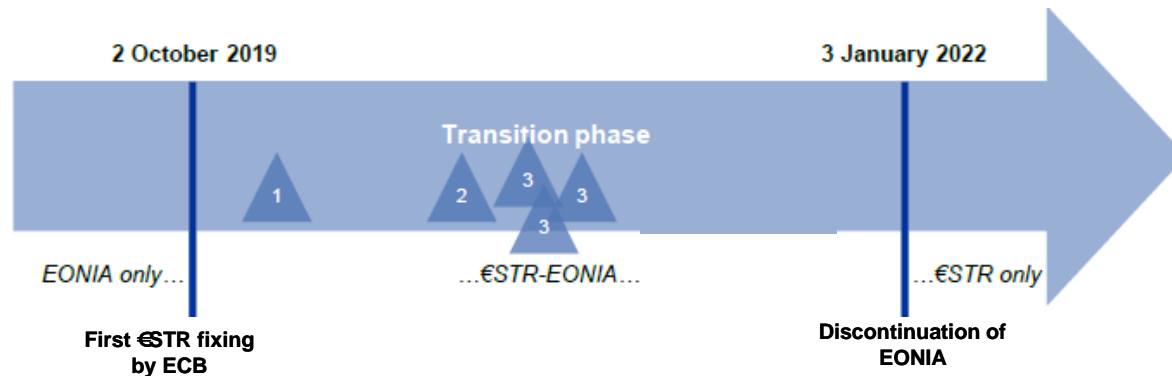 2 October 2019
3 January 2022
Transition phase
1
2
3
3
3
EONIA only…
…€STR-EONIA…
…€STR only
First €STR fixing
by ECB
Discontinuation of
EONIA